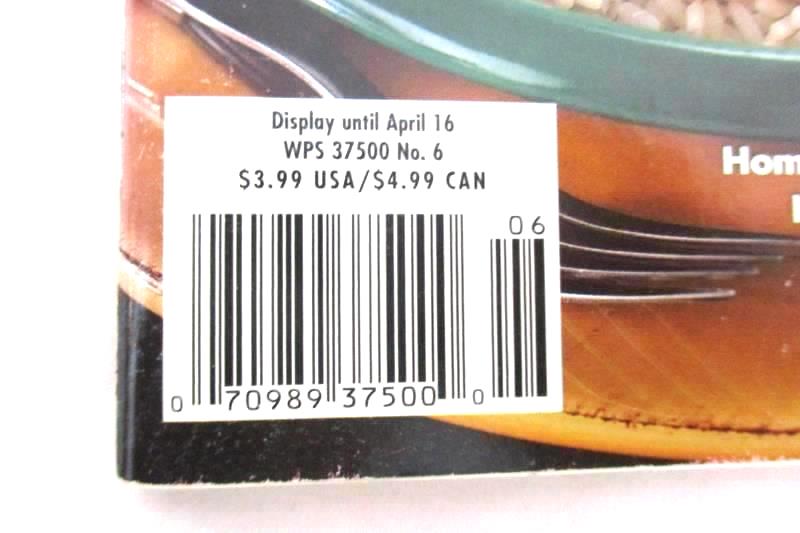 Display until April 16
WPS 37500 No. 6
$3.99 USA/$4.99 CAN
06
0 70989 37500 0
Hom